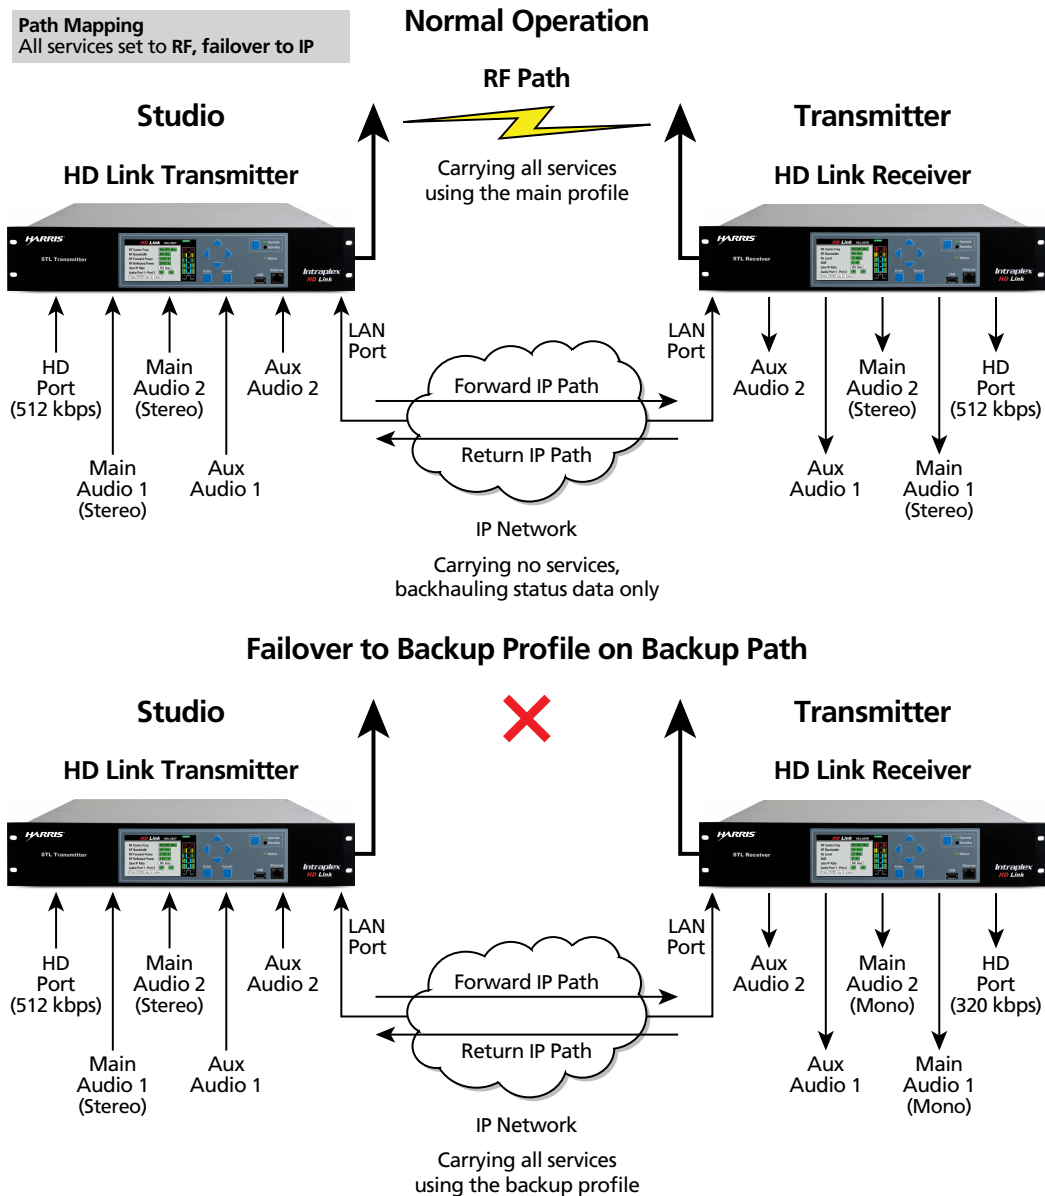 Path Mapping
All services set to RF, failover to IP
Normal Operation
RF Path
Studio
Transmitter
Carrying all services
using the main profile
HD Link Transmitter
HD Link Receiver
HARRIS
STL Transmitter
HD Link
Intraplex
HD Link
HARRIS
STL Receiver
HD Link
Intraplex
HD Link
LAN
Port
LAN
Port
HD
Port
(512 kbps)
Main
Audio 2
(Stereo)
Aux
Audio 2
Main
Audio 1
(Stereo)
Aux
Audio 1
Forward IP Path
Return IP Path
Aux
Audio 2
Main
Audio 2
(Stereo)
HD
Port
(512 kbps)
Aux
Audio 1
Main
Audio 1
(Stereo)
IP Network
Carrying no services,
backhauling status data only
Failover to Backup Profile on Backup Path
Studio
Transmitter
HD Link Transmitter
HD Link Receiver
HARRIS
STL Transmitter
HD Link
Intraplex
HD Link
HARRIS
STL Receiver
HD Link
Intraplex
HD Link
LAN
Port
LAN
Port
HD
Port
(512 kbps)
Main
Audio 2
(Stereo)
Aux
Audio 2
Main
Audio 1
(Stereo)
Aux
Audio 1
Forward IP Path
Return IP Path
Aux
Audio 2
Main
Audio 2
(Mono)
HD
Port
(320 kbps)
Aux
Audio 1
Main
Audio 1
(Mono)
IP Network
Carrying all services
using the backup profile